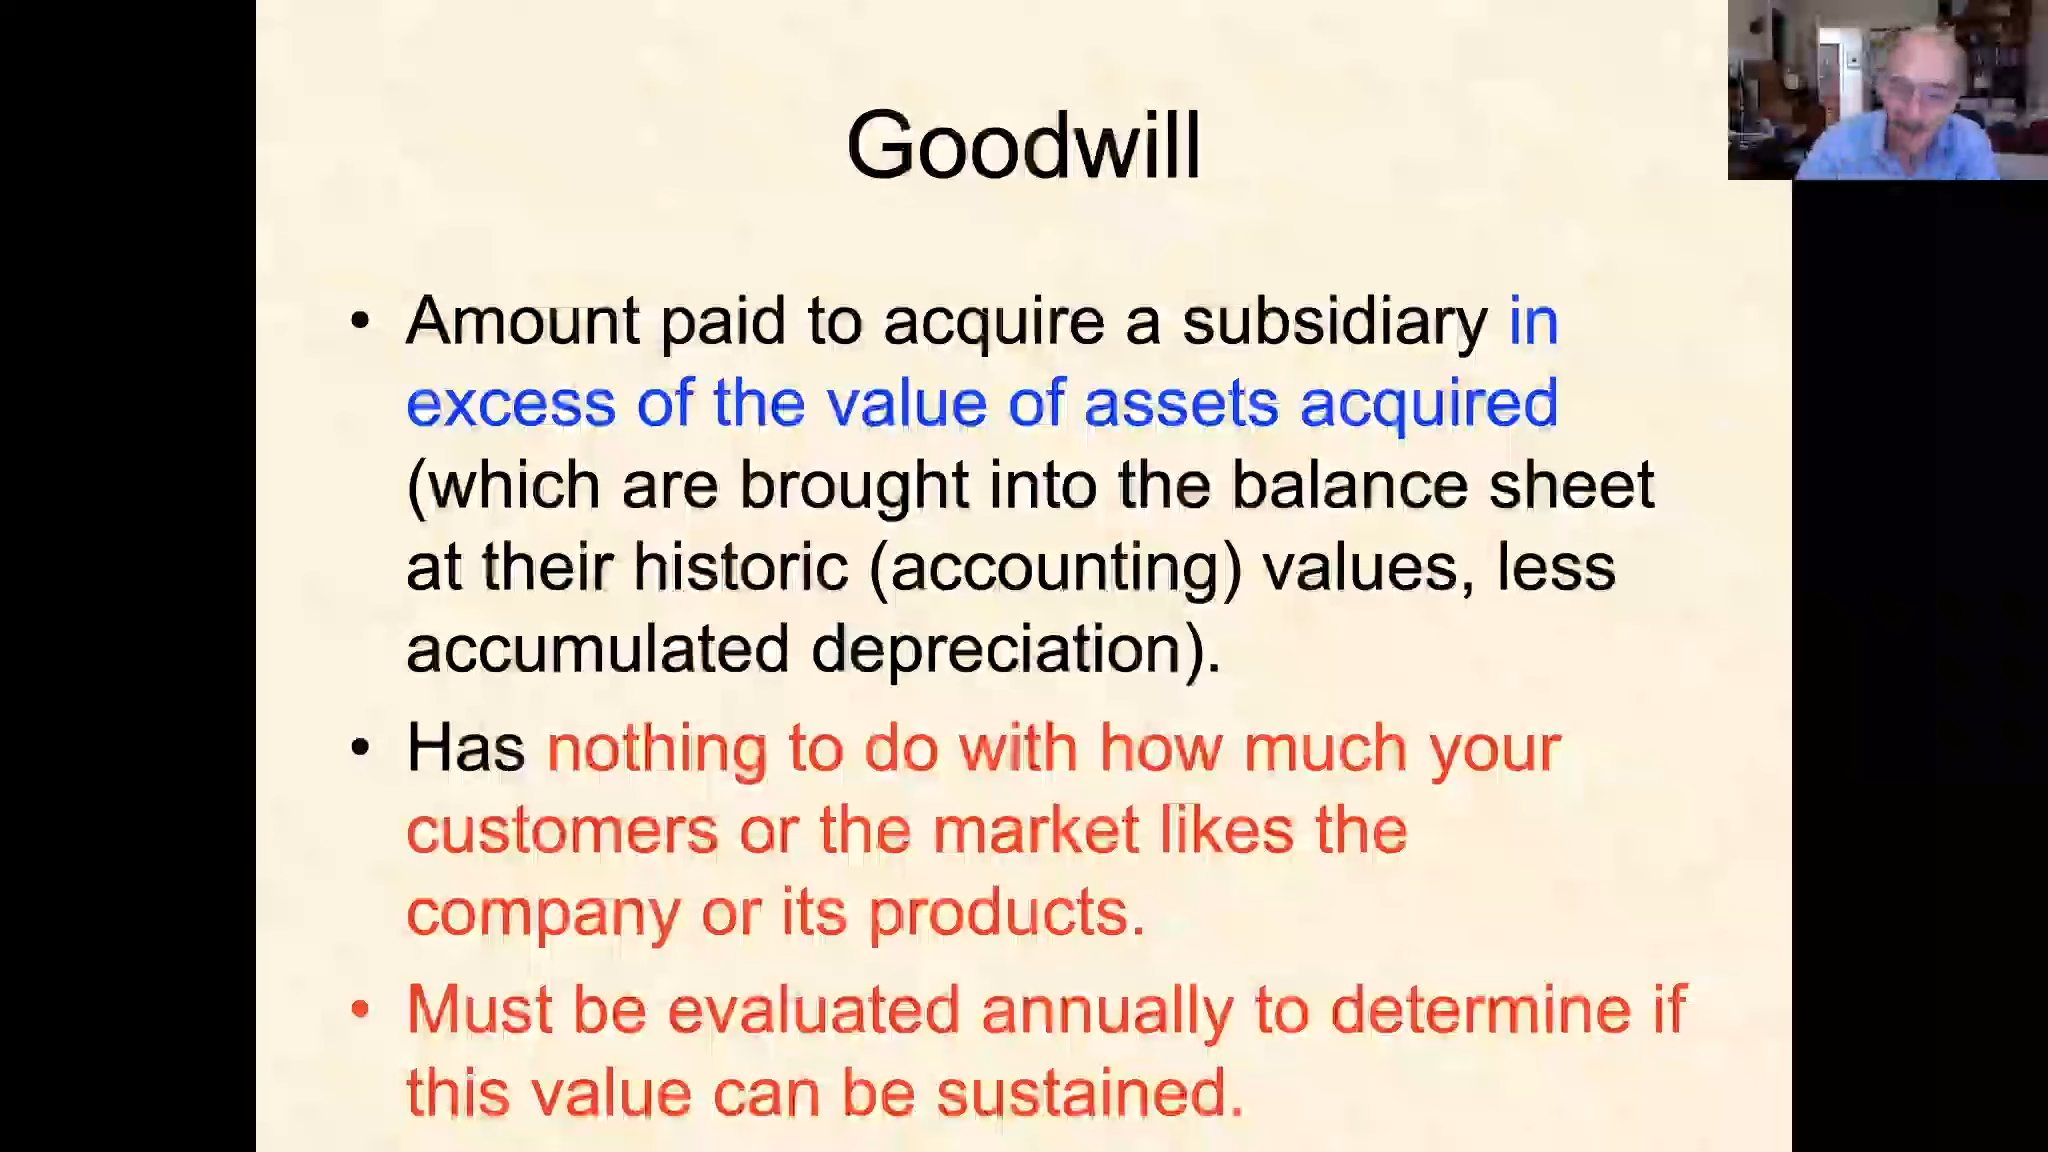 Goodwill
• Amount paid to acquire a subsidiary in
excess of the value of assets acquired
(which are brought into the balance sheet
at their historic (accounting) values, less
accumulated depreciation).
• Has nothing to do with how much your
customers or the market likes the
company or its products.
• Must be evaluated annually to determine if
this value can be sustained.